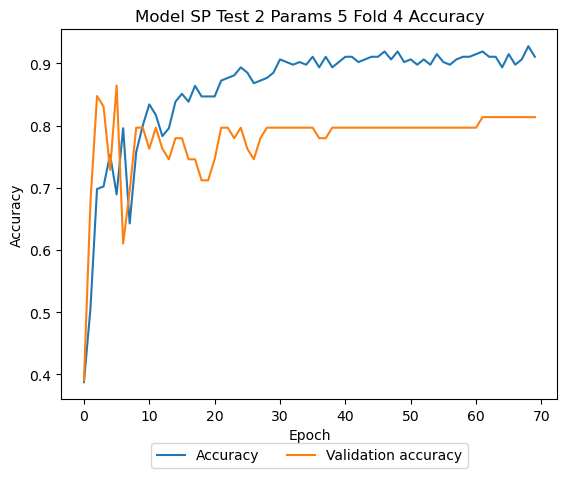 Model SP Test 2 Params 5 Fold 4 Accuracy
Accuracy
0.9
0.8
0.7
0.6
0.5
0.4
0 10 20 30 40 50 60 70
Epoch
Accuracy Validation accuracy